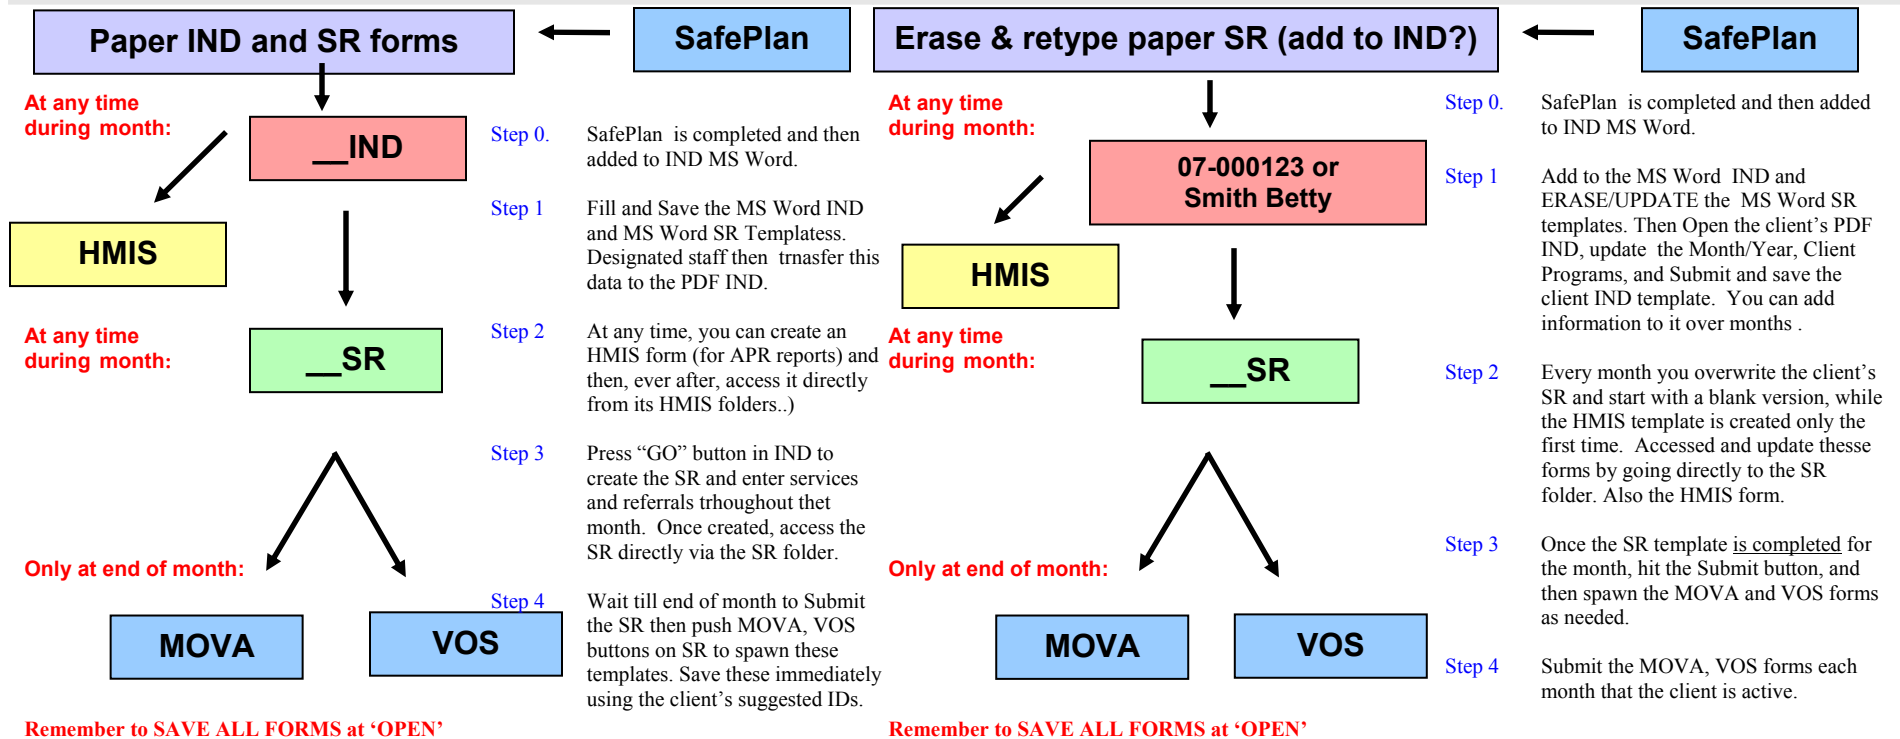 Paper IND and SR forms
SafePlan
At any time
during month:
__IND
HMIS
At any time
during month:
__SR
Only at end of month:
MOVA
VOS
Step 0.
SafePlan is completed and then
added to IND MS Word.
Step 1
Fill and Save the MS Word IND
and MS Word SR Templatess.
Designated staff then trnasfer this
data to the PDF IND.
Step 2
At any time, you can create an
HMIS form (for APR reports) and
then, ever after, access it directly
from its HMIS folders..)
Step 3
Press “GO” button in IND to
create the SR and enter services
and referrals trhoughout thet
month. Once created, access the
SR directly via the SR folder.
Step 4
Wait till end of month to Submit
the SR then push MOVA, VOS
buttons on SR to spawn these
templates. Save these immediately
using the client’s suggested IDs.
Remember to SAVE ALL FORMS at ‘OPEN’
Erase & retype paper SR (add to IND?)
SafePlan
At any time
during month:
07-000123 or
Smith Betty
HMIS
At any time
during month:
__SR
Only at end of month:
MOVA
VOS
Step 0.
SafePlan is completed and then added
to IND MS Word.
Step 1
Add to the MS Word IND and
ERASE/UPDATE the MS Word SR
templates. Then Open the client’s PDF
IND, update the Month/Year, Client
Programs, and Submit and save the
client IND template. You can add
information to it over months .
Step 2
Every month you overwrite the client’s
SR and start with a blank version, while
the HMIS template is created only the
first time. Accessed and update thesse
forms by going directly to the SR
folder. Also the HMIS form.
Step 3
Once the SR template is completed for
the month, hit the Submit button, and
then spawn the MOVA and VOS forms
as needed.
Step 4
Submit the MOVA, VOS forms each
month that the client is active.
Remember to SAVE ALL FORMS at ‘OPEN’